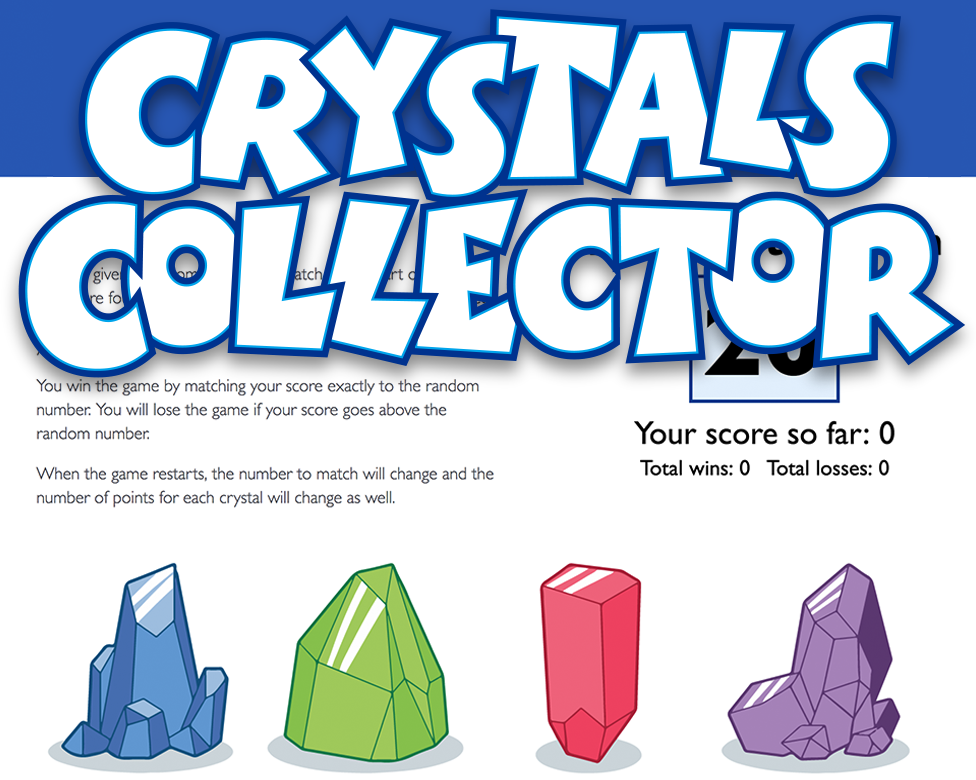 CRYSTALS
COLLECTOR
given
re fo
You win the game by matching your score exactly to the random
number. You will lose the game if your score goes above the
random number.
When the game restarts, the number to match will change and the
number of points for each crystal will change as well.
Your score so far: 0
Total wins: 0 Total losses: 0